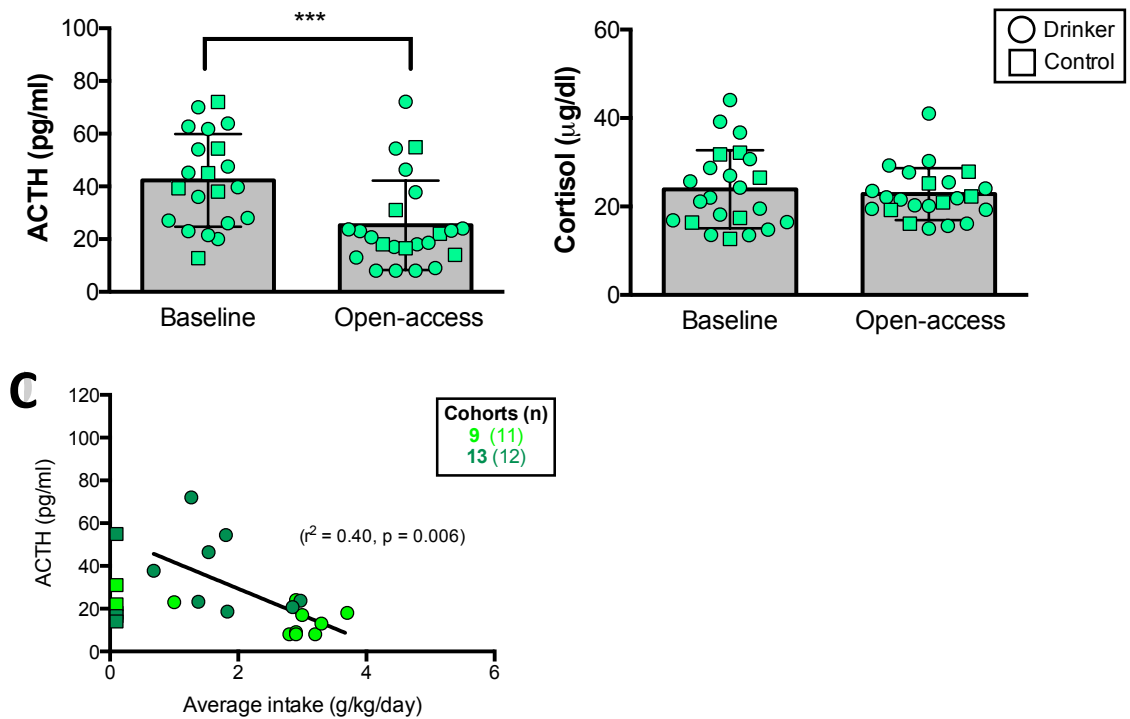 ***
100
80
60
40
20
0
ACTH (pg/ml)
Baseline
Open-access
60
40
20
0
Cortisol (μg/dl)
Baseline
Open-access
Drinker
Control
C
120
100
80
60
40
20
0
ACTH (pg/ml)
Cohorts (n)
9 (11)
13 (12)
(r² = 0.40, p = 0.006)
0
2
4
6
Average intake (g/kg/day)